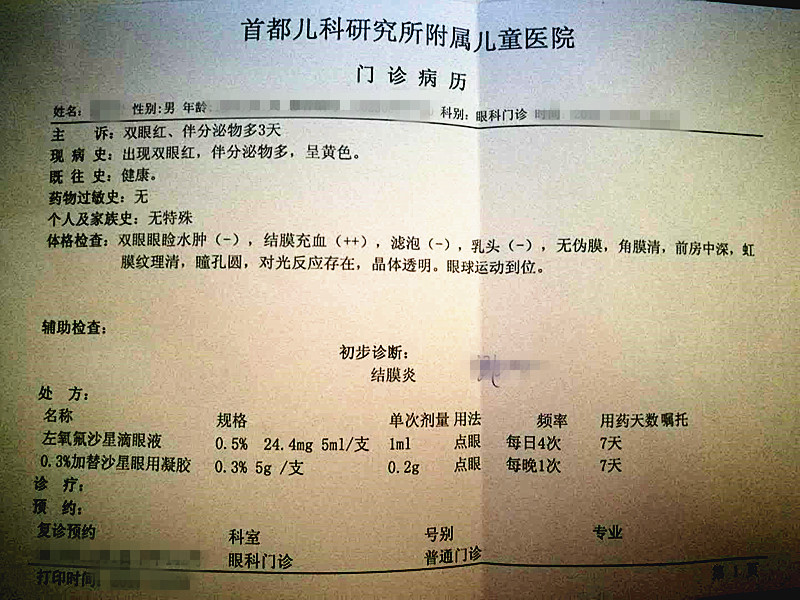 首都儿科研究所附属儿童医院
门诊病历
姓名: 性别:男 年龄: 科别: 眼科门诊 时间
主 诉: 双眼红、伴分泌物多3天
现 病 史: 出现双眼红, 伴分泌物多, 呈黄色。
既 往 史: 健康。
药物过敏史: 无
个人及家族史: 无特殊
体格检查: 双眼眼睑水肿(-), 结膜充血(++), 滤泡(-), 乳头(-), 无伪膜, 角膜清, 前房中深, 虹
膜纹理清, 瞳孔圆, 对光反应存在, 晶体透明。眼球运动到位。
辅助检查:
初步诊断:
结膜炎
处 方:
名称 规格 单次剂量 用法 频率 用药天数嘱托
左氧氟沙星滴眼液 0.5% 24.4mg 5ml/支 1ml 点眼 每日4次 7天
0.3%加替沙星眼用凝胶 0.3% 5g /支 0.2g 点眼 每晚1次 7天
诊 疗:
预 约:
复诊预约 科室 号别 专业
眼科门诊 普通门诊
打印时间: 第 1 页